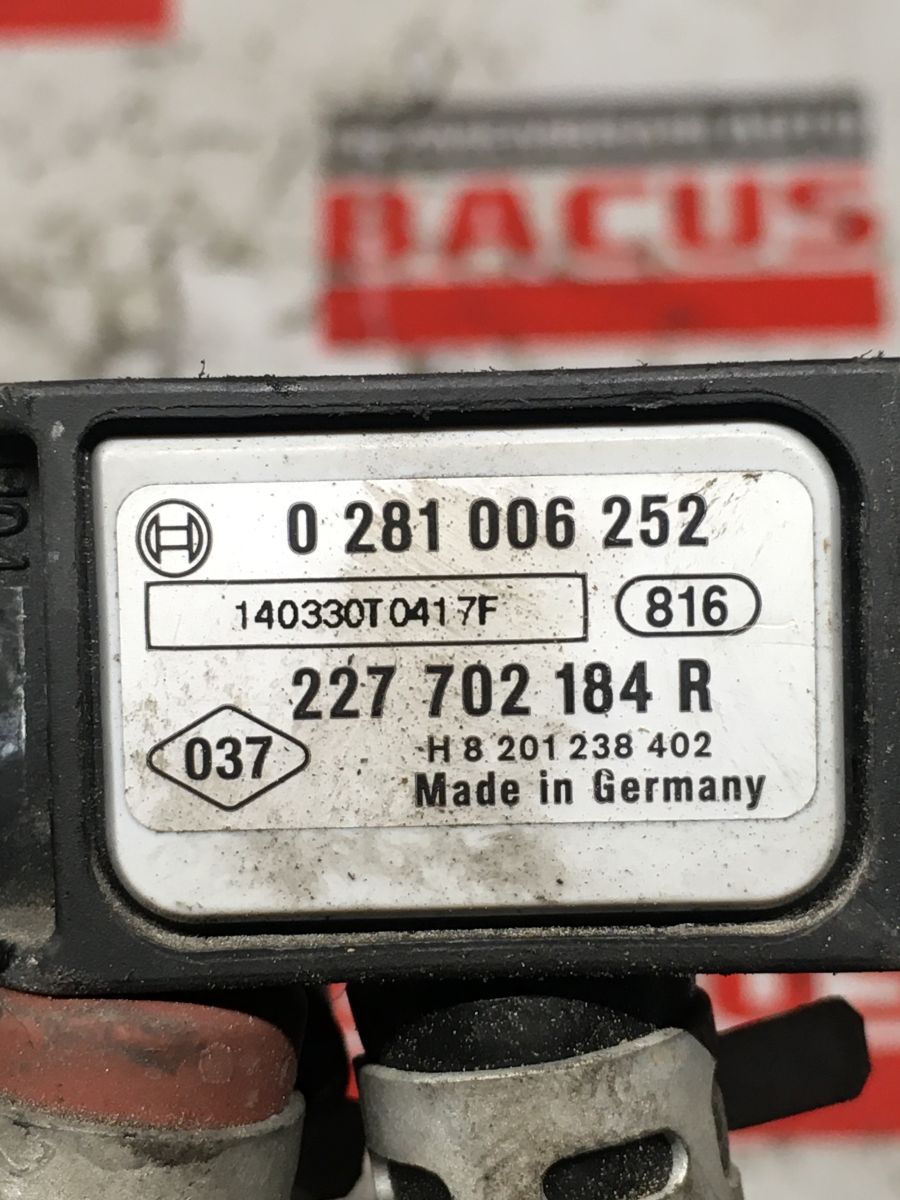 BACUS
0 281 006 252
140330T0417F
816
227 702 184 R
037
H 8 201 238 402
Made in Germany